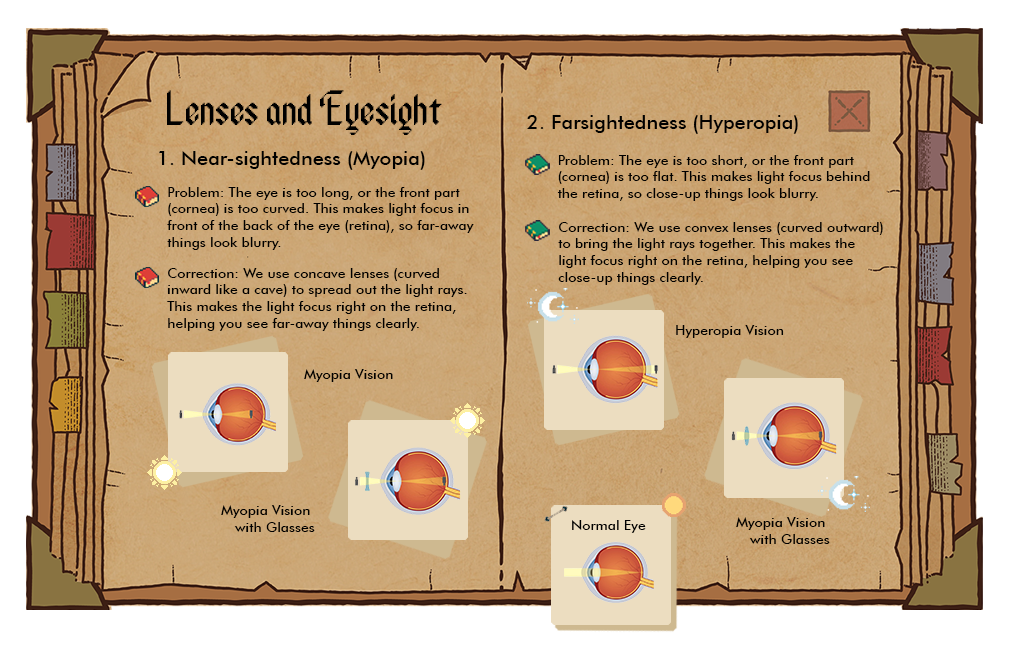 Lenses and Eyesight
1. Near-sightedness (Myopia)
Problem: The eye is too long, or the front part
(cornea) is too curved. This makes light focus in
front of the back of the eye (retina), so far-away
things look blurry.
Correction: We use concave lenses (curved
inward like a cave) to spread out the light rays.
This makes the light focus right on the retina,
helping you see far-away things clearly.
Myopia Vision
Myopia Vision
with Glasses
2. Farsightedness (Hyperopia)
Problem: The eye is too short, or the front part
(cornea) is too flat. This makes light focus behind
the retina, so close-up things look blurry.
Correction: We use convex lenses (curved outward)
to bring the light rays together. This makes the
light focus right on the retina, helping you see
close-up things clearly.
Hyperopia Vision
Myopia Vision
with Glasses
Normal Eye